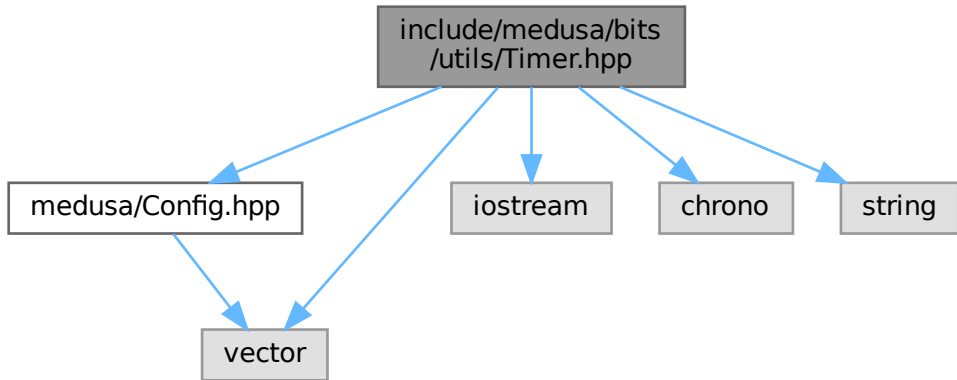 include/medusa/bits
/utils/Timer.hpp
medusa/Config.hpp
iostream
chrono
string
vector